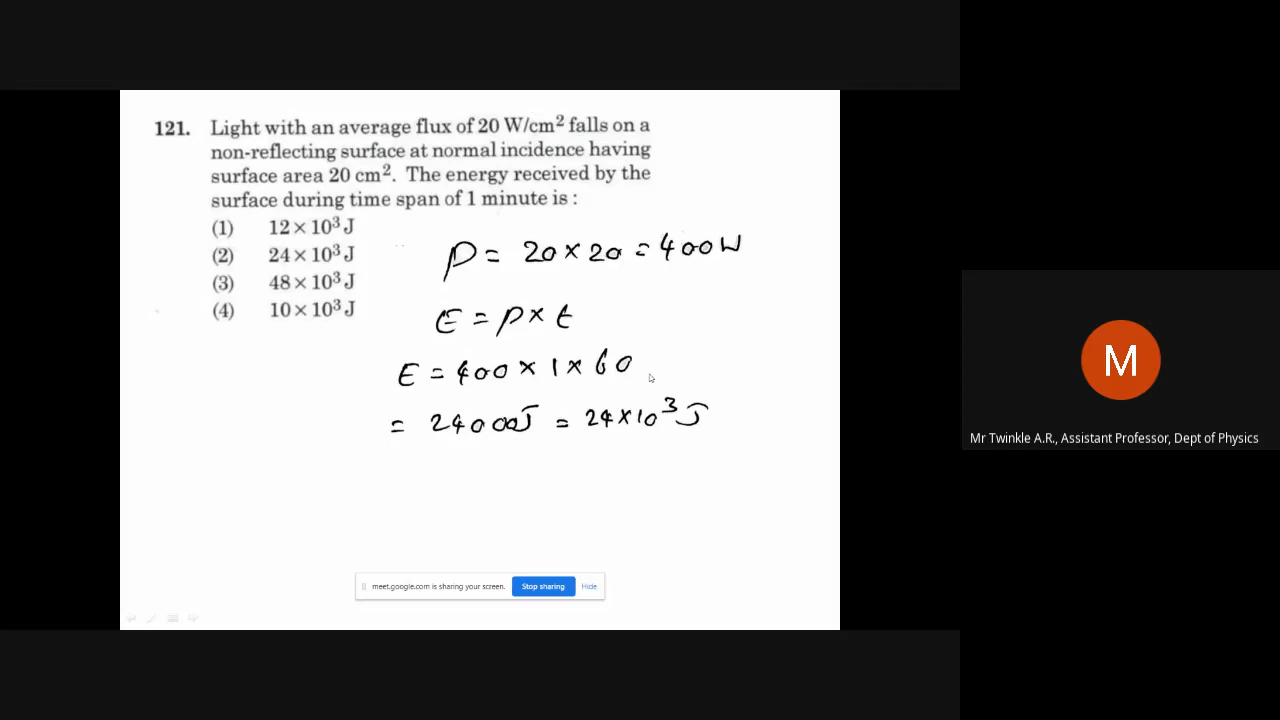 121. Light with an average flux of 20 W/cm² falls on a
non-reflecting surface at normal incidence having
surface area 20 cm². The energy received by the
surface during time span of 1 minute is :
(1) 12 × 10³ J
(2) 24 × 10³ J
(3) 48 × 10³ J
(4) 10 × 10³ J
P = 20 × 20 = 400 W
E = P × t
E = 400 × 1 × 60
= 24000J = 24 × 10³ J
meet.google.com is sharing your screen. Stop sharing Hide
M
Mr Twinkle A.R., Assistant Professor, Dept of Physics